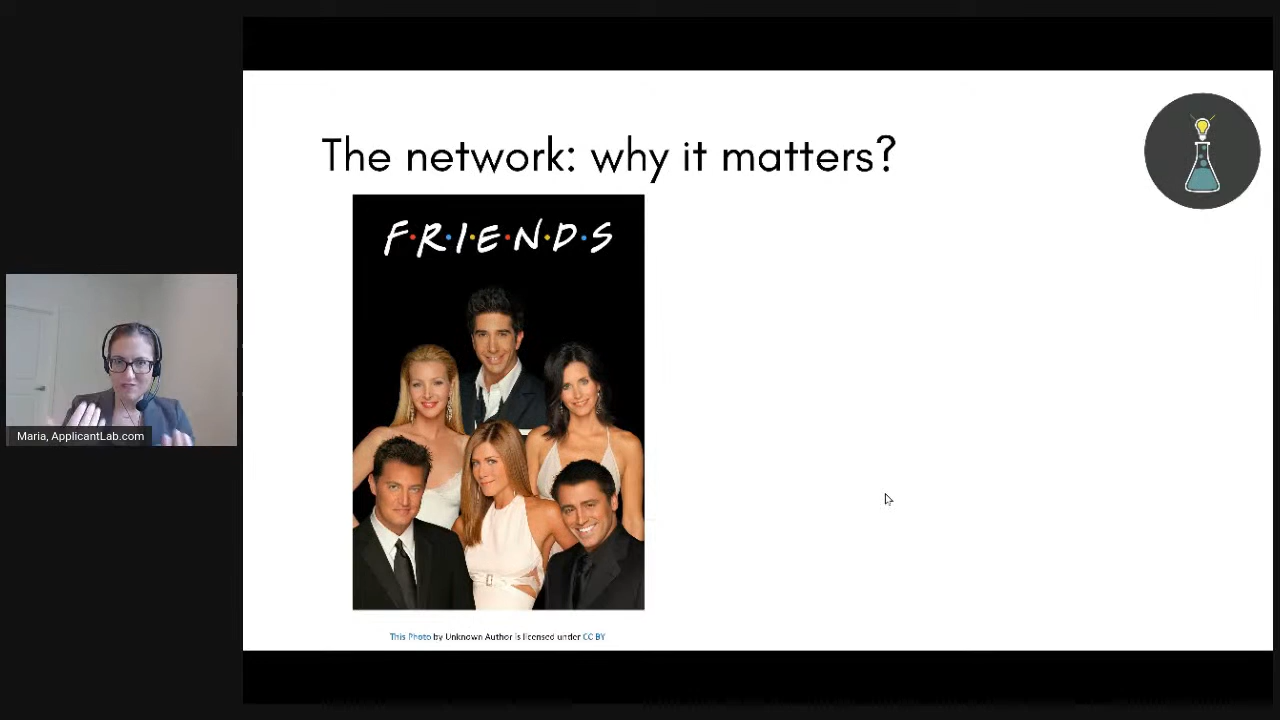 The network: why it matters?
F·R·I·E·N·D·S
Maria, ApplicantLab.com
This Photo by Unknown Author is licensed under CC BY